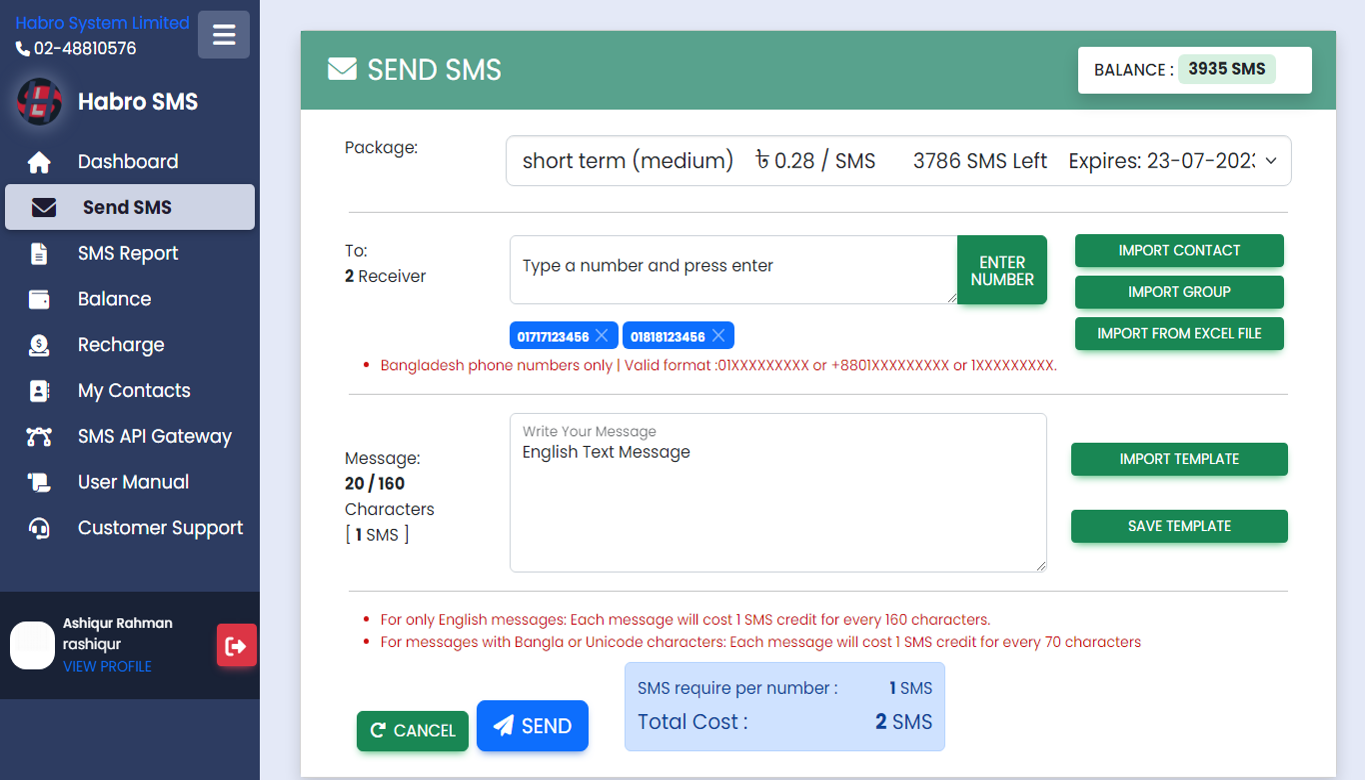 Habro System Limited
02-48810576
Habro SMS
Dashboard
Send SMS
SMS Report
Balance
Recharge
My Contacts
SMS API Gateway
User Manual
Customer Support
Ashiqur Rahman
rashiqur
VIEW PROFILE
SEND SMS
BALANCE : 3935 SMS
Package:
short term (medium) ৳ 0.28 / SMS 3786 SMS Left Expires: 23-07-202
To:
2 Receiver
Type a number and press enter
ENTER
NUMBER
01717123456 01818123456
IMPORT CONTACT
IMPORT GROUP
IMPORT FROM EXCEL FILE
• Bangladesh phone numbers only | Valid format :01XXXXXXXXX or +8801XXXXXXXXX or 1XXXXXXXXX.
Message:
20 / 160
Characters
[ 1 SMS ]
Write Your Message
English Text Message
IMPORT TEMPLATE
SAVE TEMPLATE
• For only English messages: Each message will cost 1 SMS credit for every 160 characters.
• For messages with Bangla or Unicode characters: Each message will cost 1 SMS credit for every 70 characters
CANCEL
SEND
SMS require per number : 1 SMS
Total Cost : 2 SMS